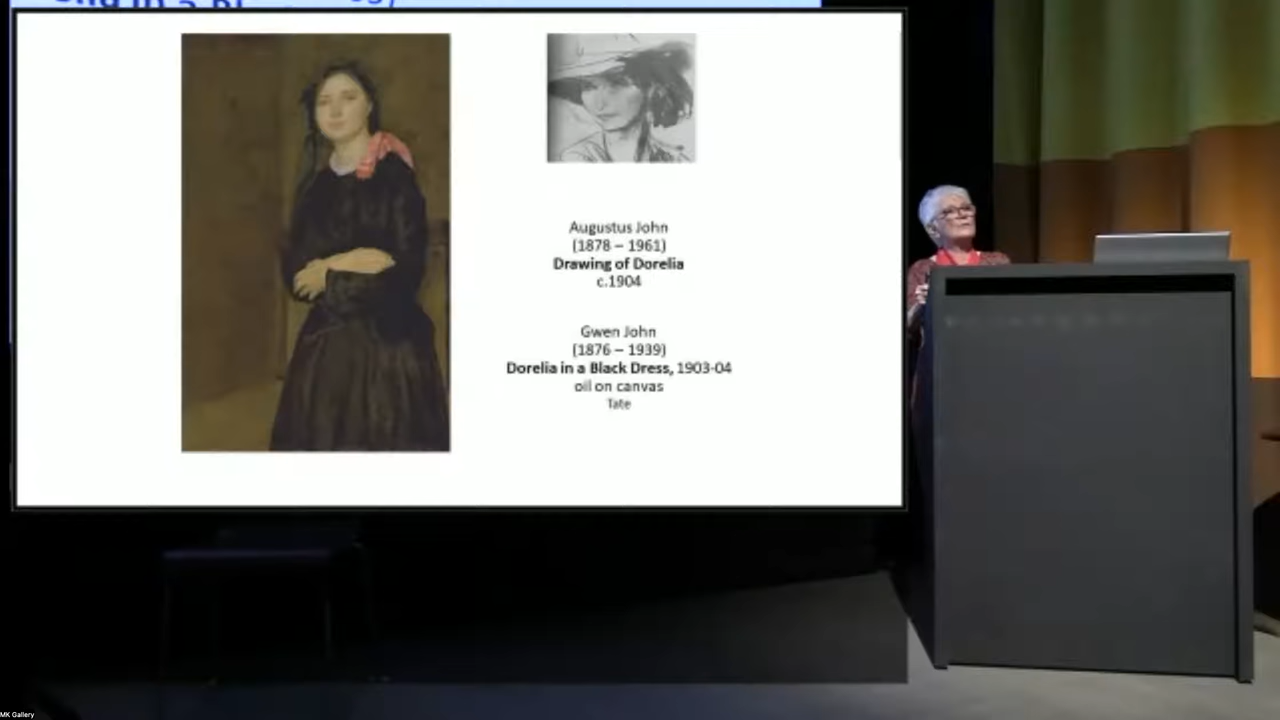 Augustus John
(1878 – 1961)
Drawing of Dorelia
c.1904
Gwen John
(1876 – 1939)
Dorelia in a Black Dress, 1903-04
oil on canvas
Tate
MK Gallery